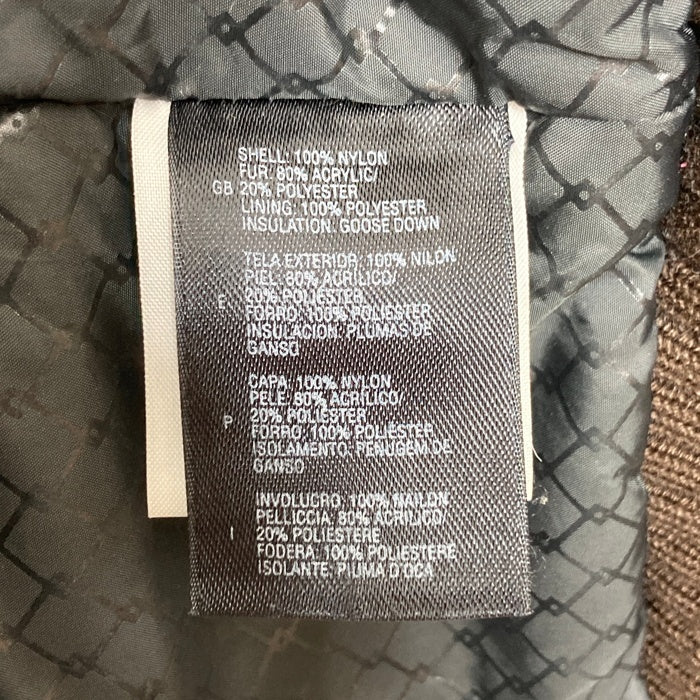 SHELL: 100% NYLON
FUR: 80% ACRYLIC/
GB 20% POLYESTER
LINING: 100% POLYESTER
INSULATION: GOOSE DOWN
TELA EXTERIOR: 100% NILON
PIEL: 80% ACRILICO/
E 20% POLIESTER
FORRO: 100% POLIESTER
INSULACION: PLUMAS DE
GANSO
CAPA: 100% NYLON
PELE: 80% ACRÍLICO/
P 20% POLIÉSTER
FORRO: 100% POLIÉSTER
ISOLAMENTO: PENUGEM DE
GANSO
INVOLUCRO: 100% NAILON
PELLICCIA: 80% ACRILICO/
I 20% POLIESTERE
FODERA: 100% POLIESTERE
ISOLANTE: PIUMA D'OCA